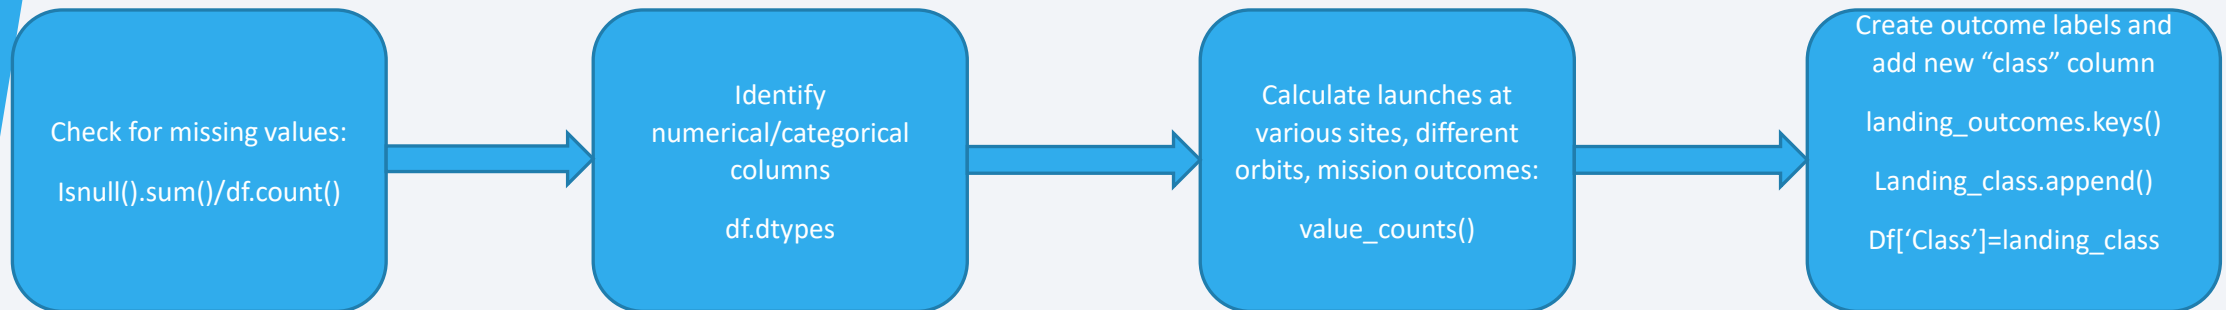 Check for missing values:
Isnull().sum()/df.count()
Identify
numerical/categorical
columns
df.dtypes
Calculate launches at
various sites, different
orbits, mission outcomes:
value_counts()
Create outcome labels and
add new “class” column
landing_outcomes.keys()
Landing_class.append()
Df[‘Class’]=landing_class